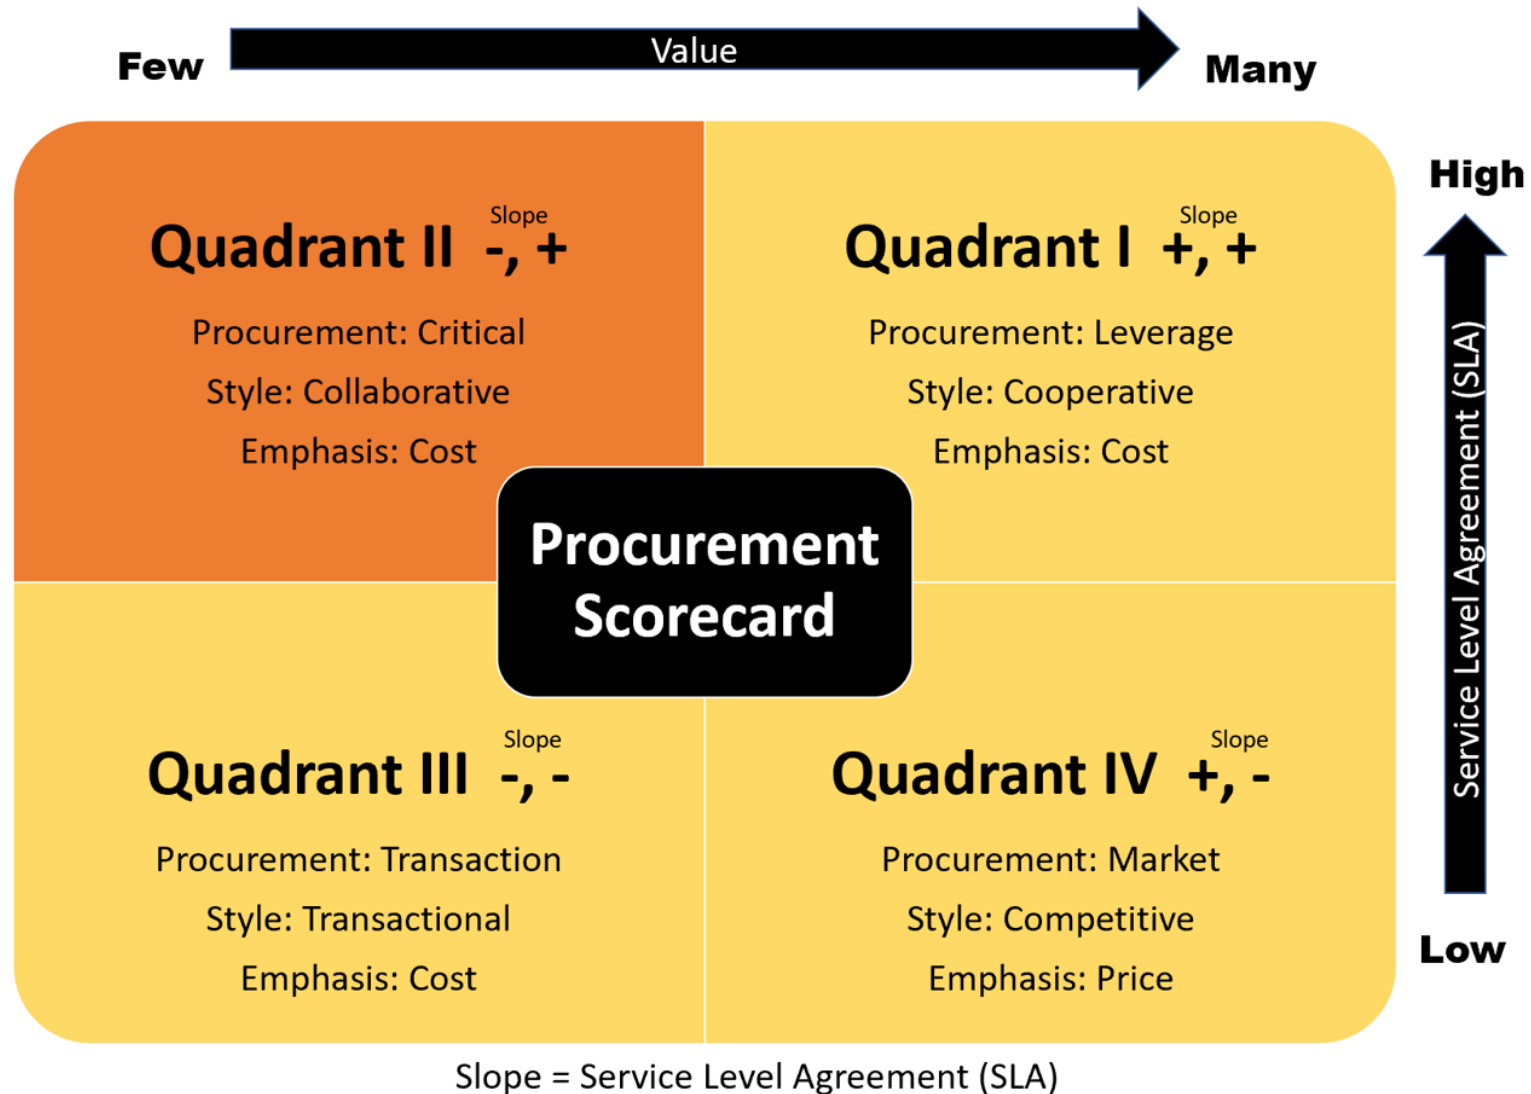 Value
Few
Many
High
Slope
Quadrant II -, +
Procurement: Critical
Style: Collaborative
Emphasis: Cost
Slope
Quadrant I +, +
Procurement: Leverage
Style: Cooperative
Emphasis: Cost
Service Level Agreement (SLA)
Procurement
Scorecard
Slope
Quadrant III -, -
Procurement: Transaction
Style: Transactional
Emphasis: Cost
Slope
Quadrant IV +, -
Procurement: Market
Style: Competitive
Emphasis: Price
Low
Slope = Service Level Agreement (SLA)